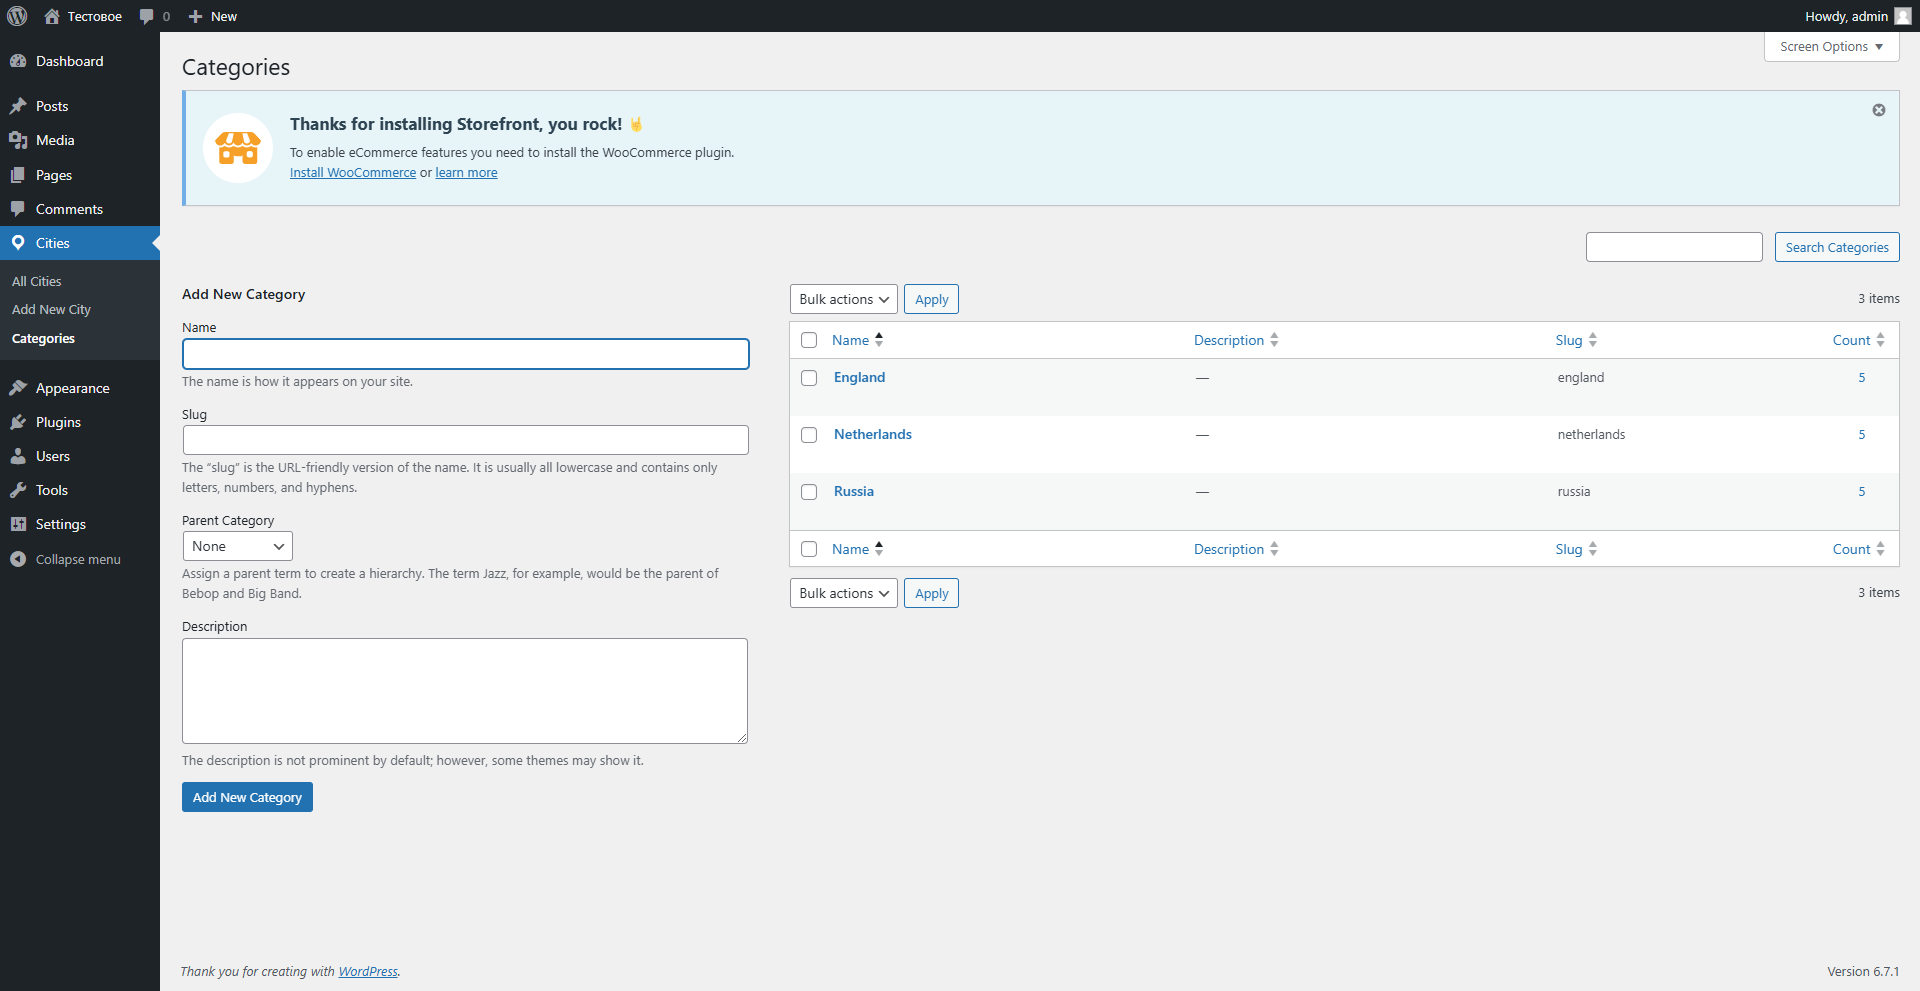 Тестовое
0
New
Howdy, admin
Dashboard
Posts
Media
Pages
Comments
Cities
All Cities
Add New City
Categories
Appearance
Plugins
Users
Tools
Settings
Collapse menu
Screen Options
Categories
Thanks for installing Storefront, you rock! 🤘
To enable eCommerce features you need to install the WooCommerce plugin.
Install WooCommerce or learn more
Search Categories
Add New Category
Name
The name is how it appears on your site.
Slug
The “slug” is the URL-friendly version of the name. It is usually all lowercase and contains only
letters, numbers, and hyphens.
Parent Category
None
Assign a parent term to create a hierarchy. The term Jazz, for example, would be the parent of
Bebop and Big Band.
Description
The description is not prominent by default; however, some themes may show it.
Add New Category
Bulk actions Apply 3 items
Name Description Slug Count
England — england 5
Netherlands — netherlands 5
Russia — russia 5
Name Description Slug Count
Bulk actions Apply 3 items
Thank you for creating with WordPress.
Version 6.7.1